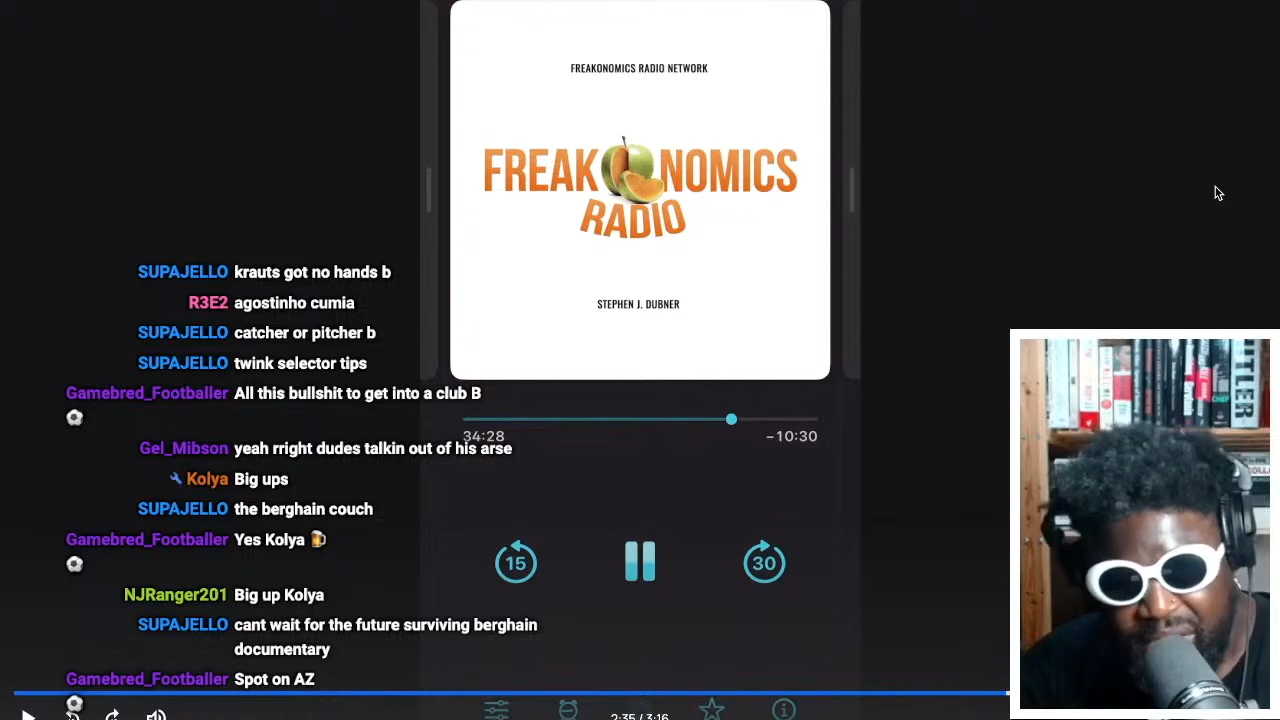 FREAKONOMICS RADIO NETWORK
FREAKONOMICS
RADIO
STEPHEN J. DUBNER
SUPAJELLO krauts got no hands b
R3E2 agostinho cumia
SUPAJELLO catcher or pitcher b
SUPAJELLO twink selector tips
Gamebred_Footballer All this bullshit to get into a club B
34:28 –10:30
Gel_Mibson yeah rright dudes talkin out of his arse
Kolya Big ups
SUPAJELLO the berghain couch
Gamebred_Footballer Yes Kolya 🍺
15 30
NJRanger201 Big up Kolya
SUPAJELLO cant wait for the future surviving berghain
documentary
Gamebred_Footballer Spot on AZ
2:35 / 3:16